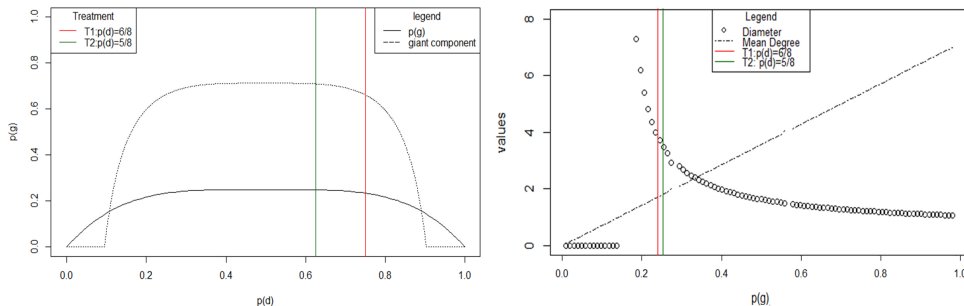 Treatment
T1:p(d)=6/8
T2:p(d)=5/8
legend
p(g)
giant component
p(g)
0.0 0.2 0.4 0.6 0.8 1.0
0.0 0.2 0.4 0.6 0.8 1.0
p(d)
Legend
Diameter
Mean Degree
T1:p(d)=6/8
T2: p(d)=5/8
values
0 2 4 6 8
0.0 0.2 0.4 0.6 0.8 1.0
p(g)